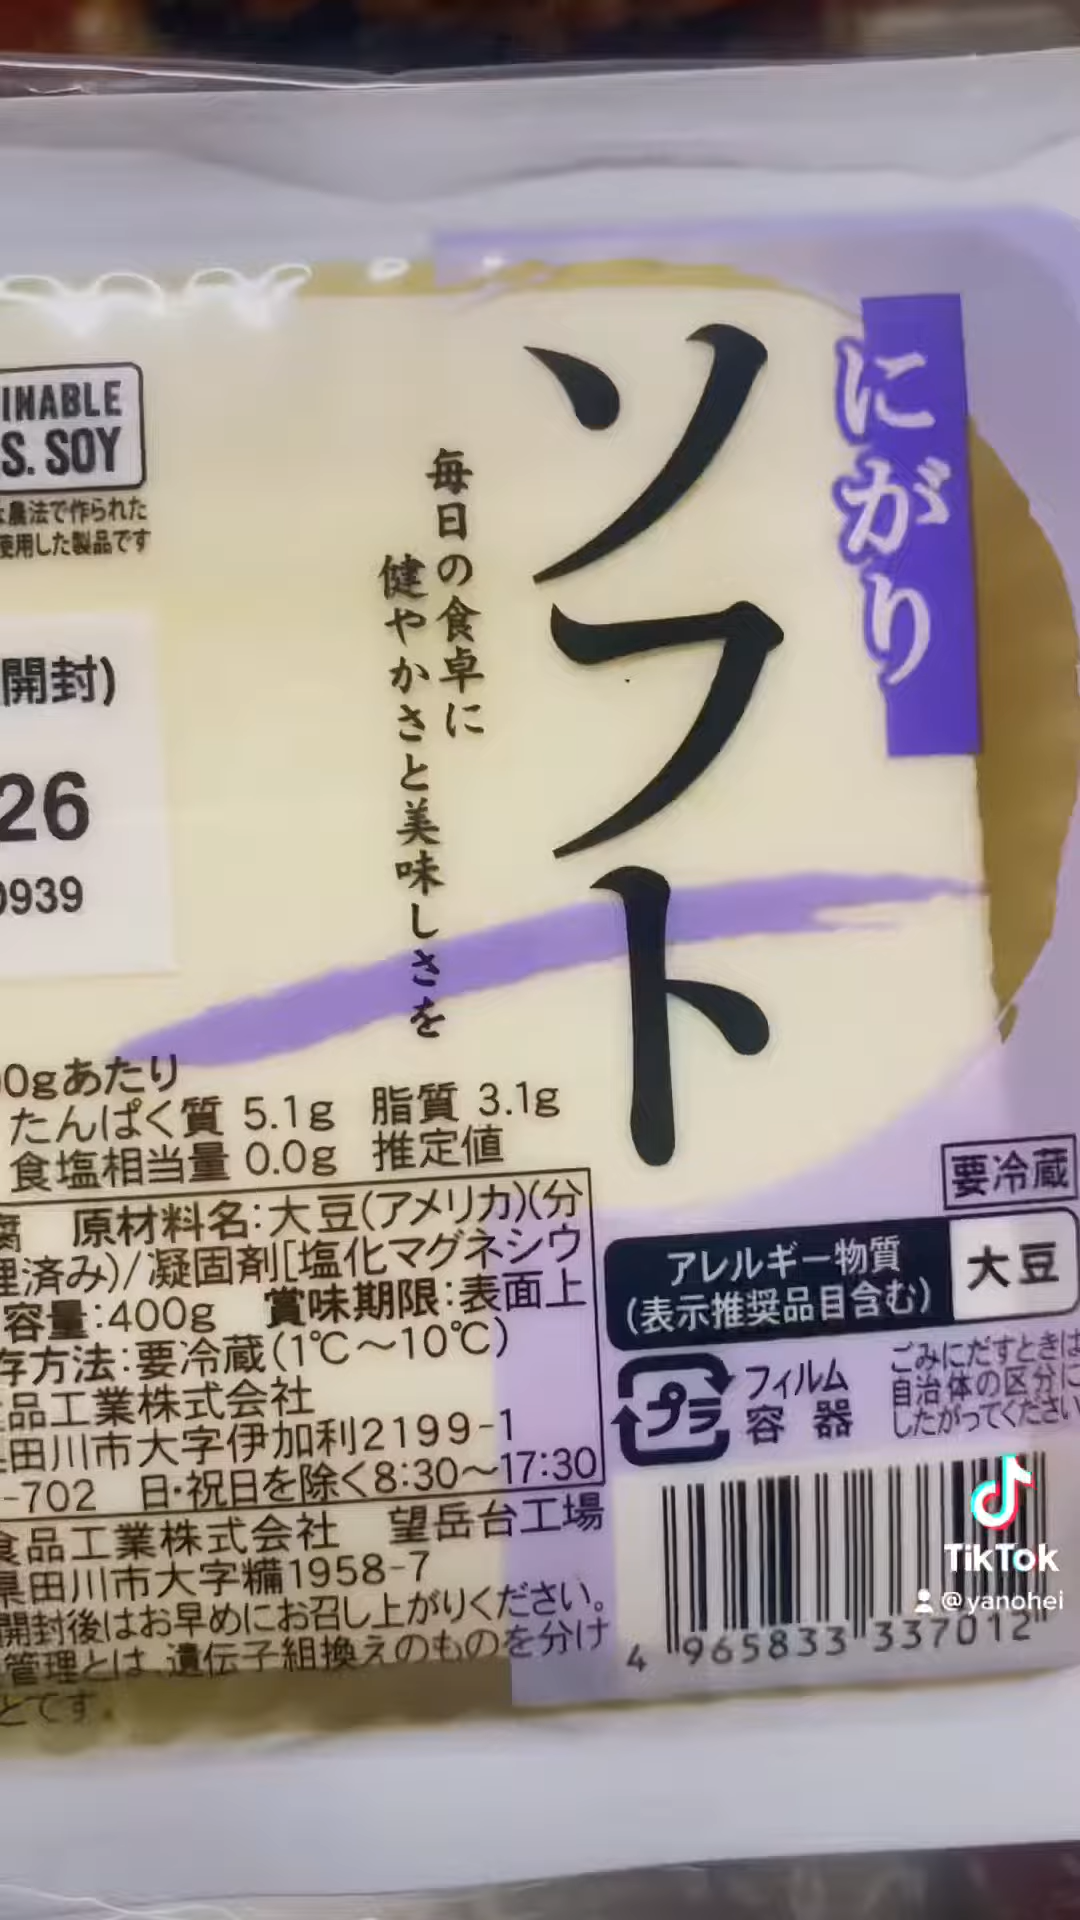 にがり
ソフト
毎日の食卓に
健やかさと美味しさを
INABLE
S. SOY
農法で作られた
使用した製品です
開封)
26
0939
0gあたり
たんぱく質 5.1g 脂質 3.1g
食塩相当量 0.0g 推定値
腐 原材料名:大豆(アメリカ)(分
理済み)/凝固剤[塩化マグネシウ
容量:400g 賞味期限:表面上
存方法:要冷蔵(1℃〜10℃)
品工業株式会社
田川市大字伊加利2199-1
-702 日・祝日を除く8:30〜17:30
食品工業株式会社 望岳台工場
県田川市大字糒1958-7
開封後はお早めにお召し上がりください。
管理とは、遺伝子組換えのものを分け
とです。
要冷蔵
アレルギー物質
(表示推奨品目含む)
大豆
プラ
フィルム
容器
ごみにだすときは
自治体の区分に
したがってください
4 965833 337012
TikTok
@yanohei